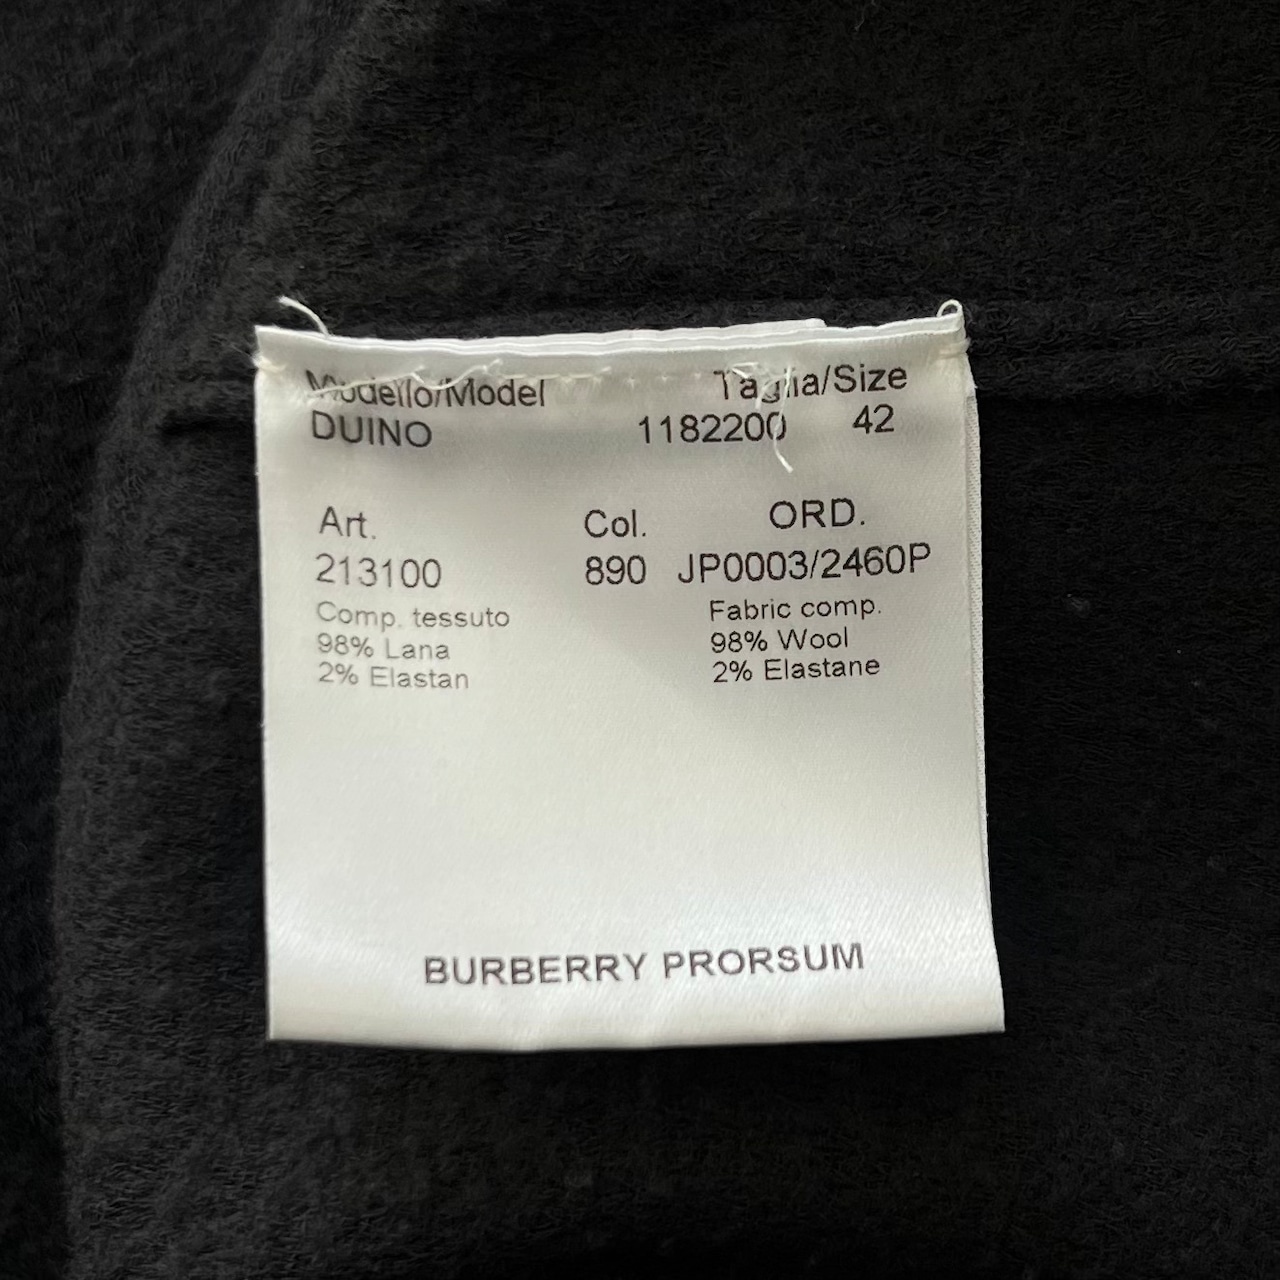 Modello/Model Taglia/Size
DUINO 1182200 42
Art. Col. ORD.
213100 890 JP0003/2460P
Comp. tessuto Fabric comp.
98% Lana 98% Wool
2% Elastan 2% Elastane
BURBERRY PRORSUM